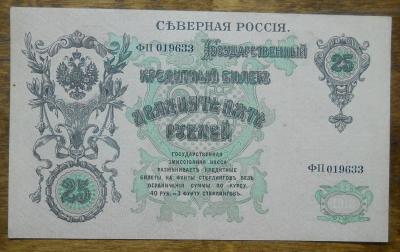 СѢВЕРНАЯ РОССІЯ.
ФП 019633
ГОСУДАРСТВЕННЫЙ
25
КРЕДИТНЫЙ БИЛЕТЪ
ДВАДЦАТЬ ПЯТЬ
РУБЛЕЙ
ГОСУДАРСТВЕННАЯ
ЭМИССІОННАЯ КАССА
РАЗМѢНИВАЕТЪ КРЕДИТНЫЕ
БИЛЕТЫ НА ФУНТЫ СТЕРЛИНГОВЪ БЕЗЪ
ОГРАНИЧЕНІЯ СУММЫ ПО КУРСУ.
40 РУБ.=1 ФУНТУ СТЕРЛИНГОВЪ.
ФП 019633
25